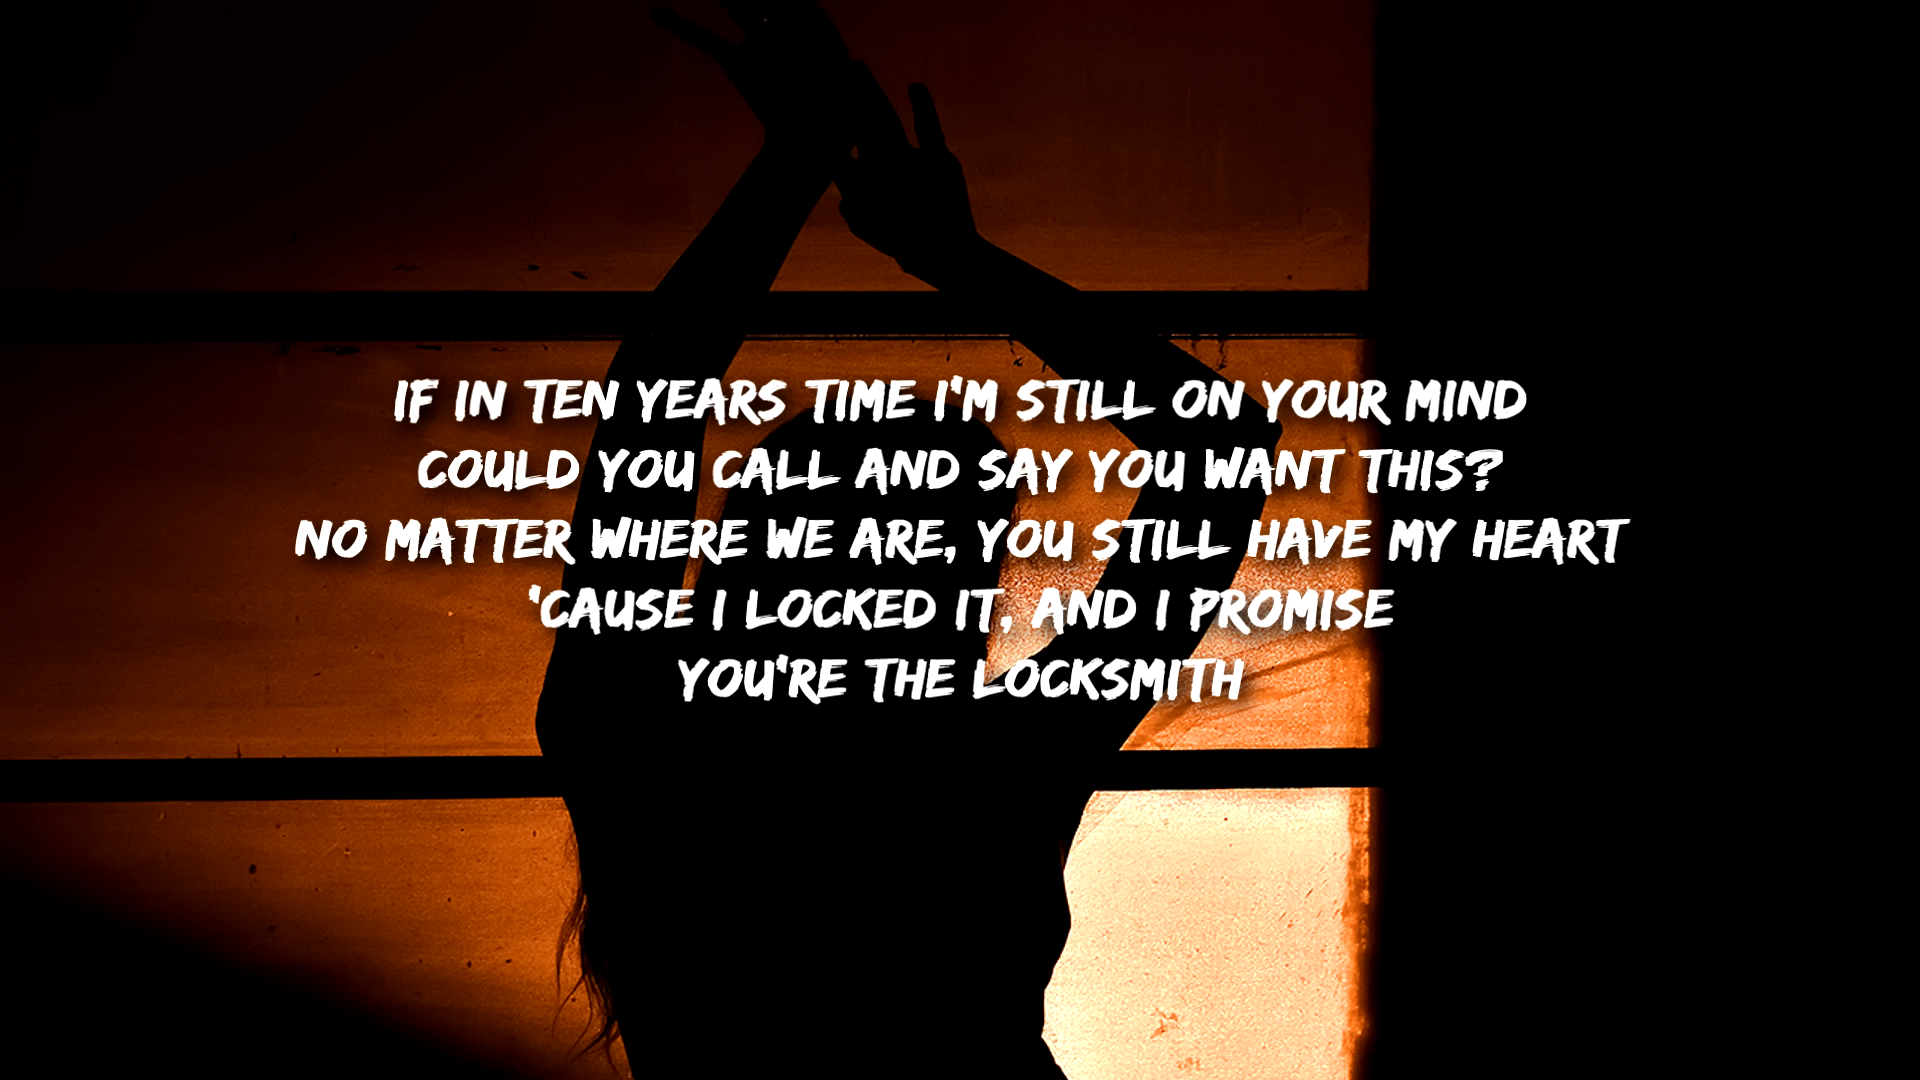 IF IN TEN YEARS TIME I'M STILL ON YOUR MIND
COULD YOU CALL AND SAY YOU WANT THIS?
NO MATTER WHERE WE ARE, YOU STILL HAVE MY HEART
'CAUSE I LOCKED IT, AND I PROMISE
YOU'RE THE LOCKSMITH